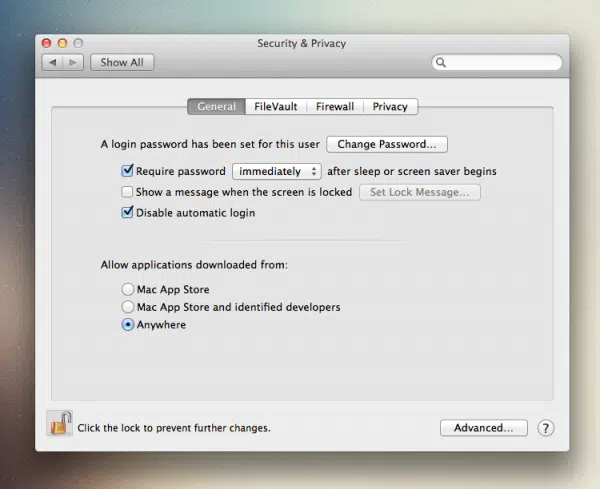 Security & Privacy
Show All
General FileVault Firewall Privacy
A login password has been set for this user Change Password...
Require password immediately after sleep or screen saver begins
Show a message when the screen is locked Set Lock Message...
Disable automatic login
Allow applications downloaded from:
Mac App Store
Mac App Store and identified developers
Anywhere
Click the lock to prevent further changes. Advanced... ?